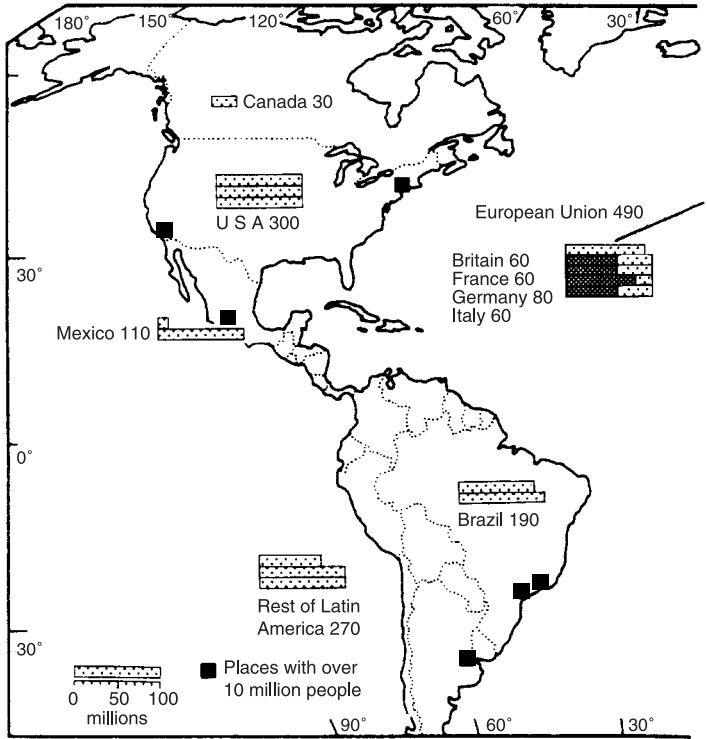 180° 150° 120° 60° 30°
Canada 30
U S A 300
European Union 490
Britain 60
France 60
Germany 80
Italy 60
30°
Mexico 110
0°
Brazil 190
Rest of Latin
America 270
30°
Places with over
10 million people
0 50 100
millions
90° 60° 30°